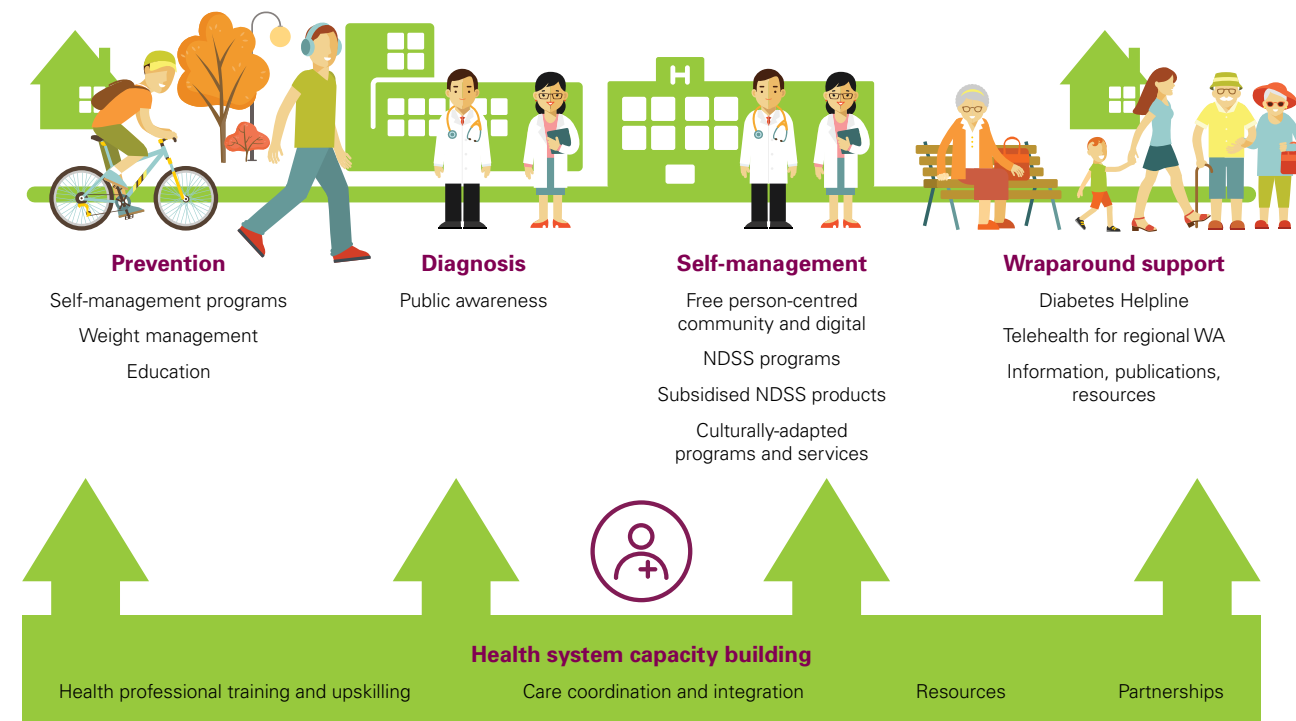 H
Prevention
Self-management programs
Weight management
Education
Diagnosis
Public awareness
Self-management
Free person-centred
community and digital
NDSS programs
Subsidised NDSS products
Culturally-adapted
programs and services
Wraparound support
Diabetes Helpline
Telehealth for regional WA
Information, publications,
resources
Health system capacity building
Health professional training and upskilling
Care coordination and integration
Resources
Partnerships